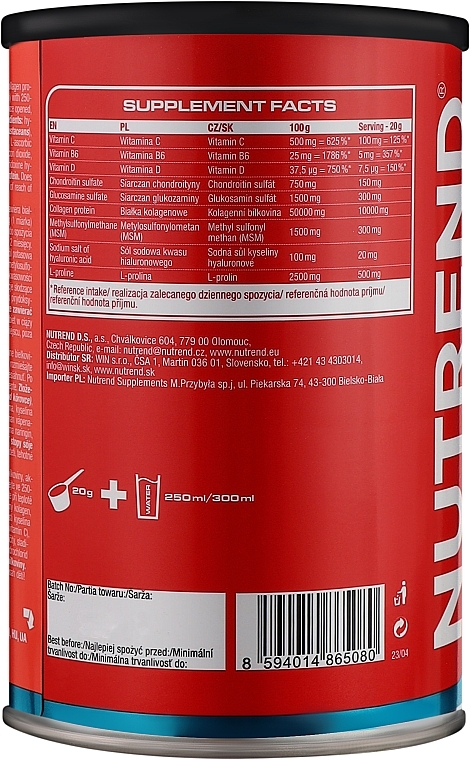 SUPPLEMENT FACTS
EN PL CZ/SK 100 g Serving - 20 g
Vitamin C Witamina C Vitamin C 500 mg = 625 %* 100 mg = 125 %*
Vitamin B6 Witamina B6 Vitamin B6 25 mg = 1786 %* 5 mg = 357 %*
Vitamin D Witamina D Vitamin D 37,5 µg = 750 %* 7,5 µg = 150 %*
Chondroitin sulfate Siarczan chondroityny Chondroitin sulfát 750 mg 150 mg
Glucosamine sulfate Siarczan glukozaminy Glukosamin sulfát 1500 mg 300 mg
Collagen protein Białka kolagenowe Kolagenní bílkovina 50000 mg 10000 mg
Methylsulfonylmethane Metylosulfonylometan Methyl sulfonyl 1500 mg 300 mg
(MSM) (MSM) methan (MSM)
Sodium salt of Sól sodowa kwasu Sodná sůl kyseliny 100 mg 20 mg
hyaluronic acid hialuronowego hyaluronové
L-proline L-prolina L-prolin 2500 mg 500 mg
*Reference intake/ realizacja zalecanego dziennego spożycia/ referenčná hodnota príjmu/
referenční hodnota příjmu.
NUTREND D.S., a.s., Chválkovice 604, 779 00 Olomouc,
Czech Republic, e-mail: nutrend@nutrend.cz, www.nutrend.cz
Distribútor SR: WIN s.r.o., ČSA 1, Martin 036 01, Slovensko, tel.: +421 43 4303014,
info@winsk.sk, www.nutrend.sk
Importer PL: Nutrend Supplements M.Przybyła sp.j, ul. Piekarska 74, 43-300 Bielsko-Biała
20g + WATER 250ml/300ml
Batch No:/Partia towaru:/Sarža:
Šarže:
Best before:/Najlepiej spożyć przed:/Minimální
trvanlivost do:/Minimálna trvanlivosť do:
8 594014 865080
23/04
NUTREND
HU, UA